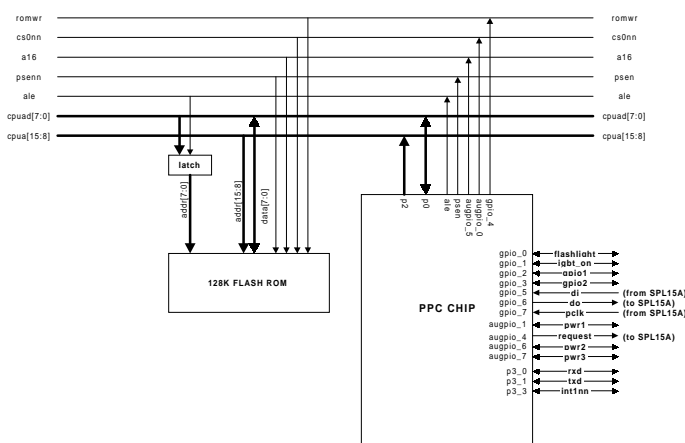 romwr romwr
cs0nn cs0nn
a16 a16
psenn psen
ale ale
cpuad[7:0] cpuad[7:0]
cpua[15:8] cpua[15:8]
latch
addr[7:0]
addr[15:8]
data[7:0]
128K FLASH ROM
p2
p0
ale
psen
augpio_5
augpio_0
gpio_4
PPC CHIP
gpio_0 flashlight
gpio_1 igbt_on
gpio_2 gpio1
gpio_3 gpio2
gpio_5 di (from SPL15A)
gpio_6 do (to SPL15A)
gpio_7 pclk (from SPL15A)
augpio_1 pwr1
augpio_4 request (to SPL15A)
augpio_6 pwr2
augpio_7 pwr3
p3_0 rxd
p3_1 txd
p3_3 int1nn